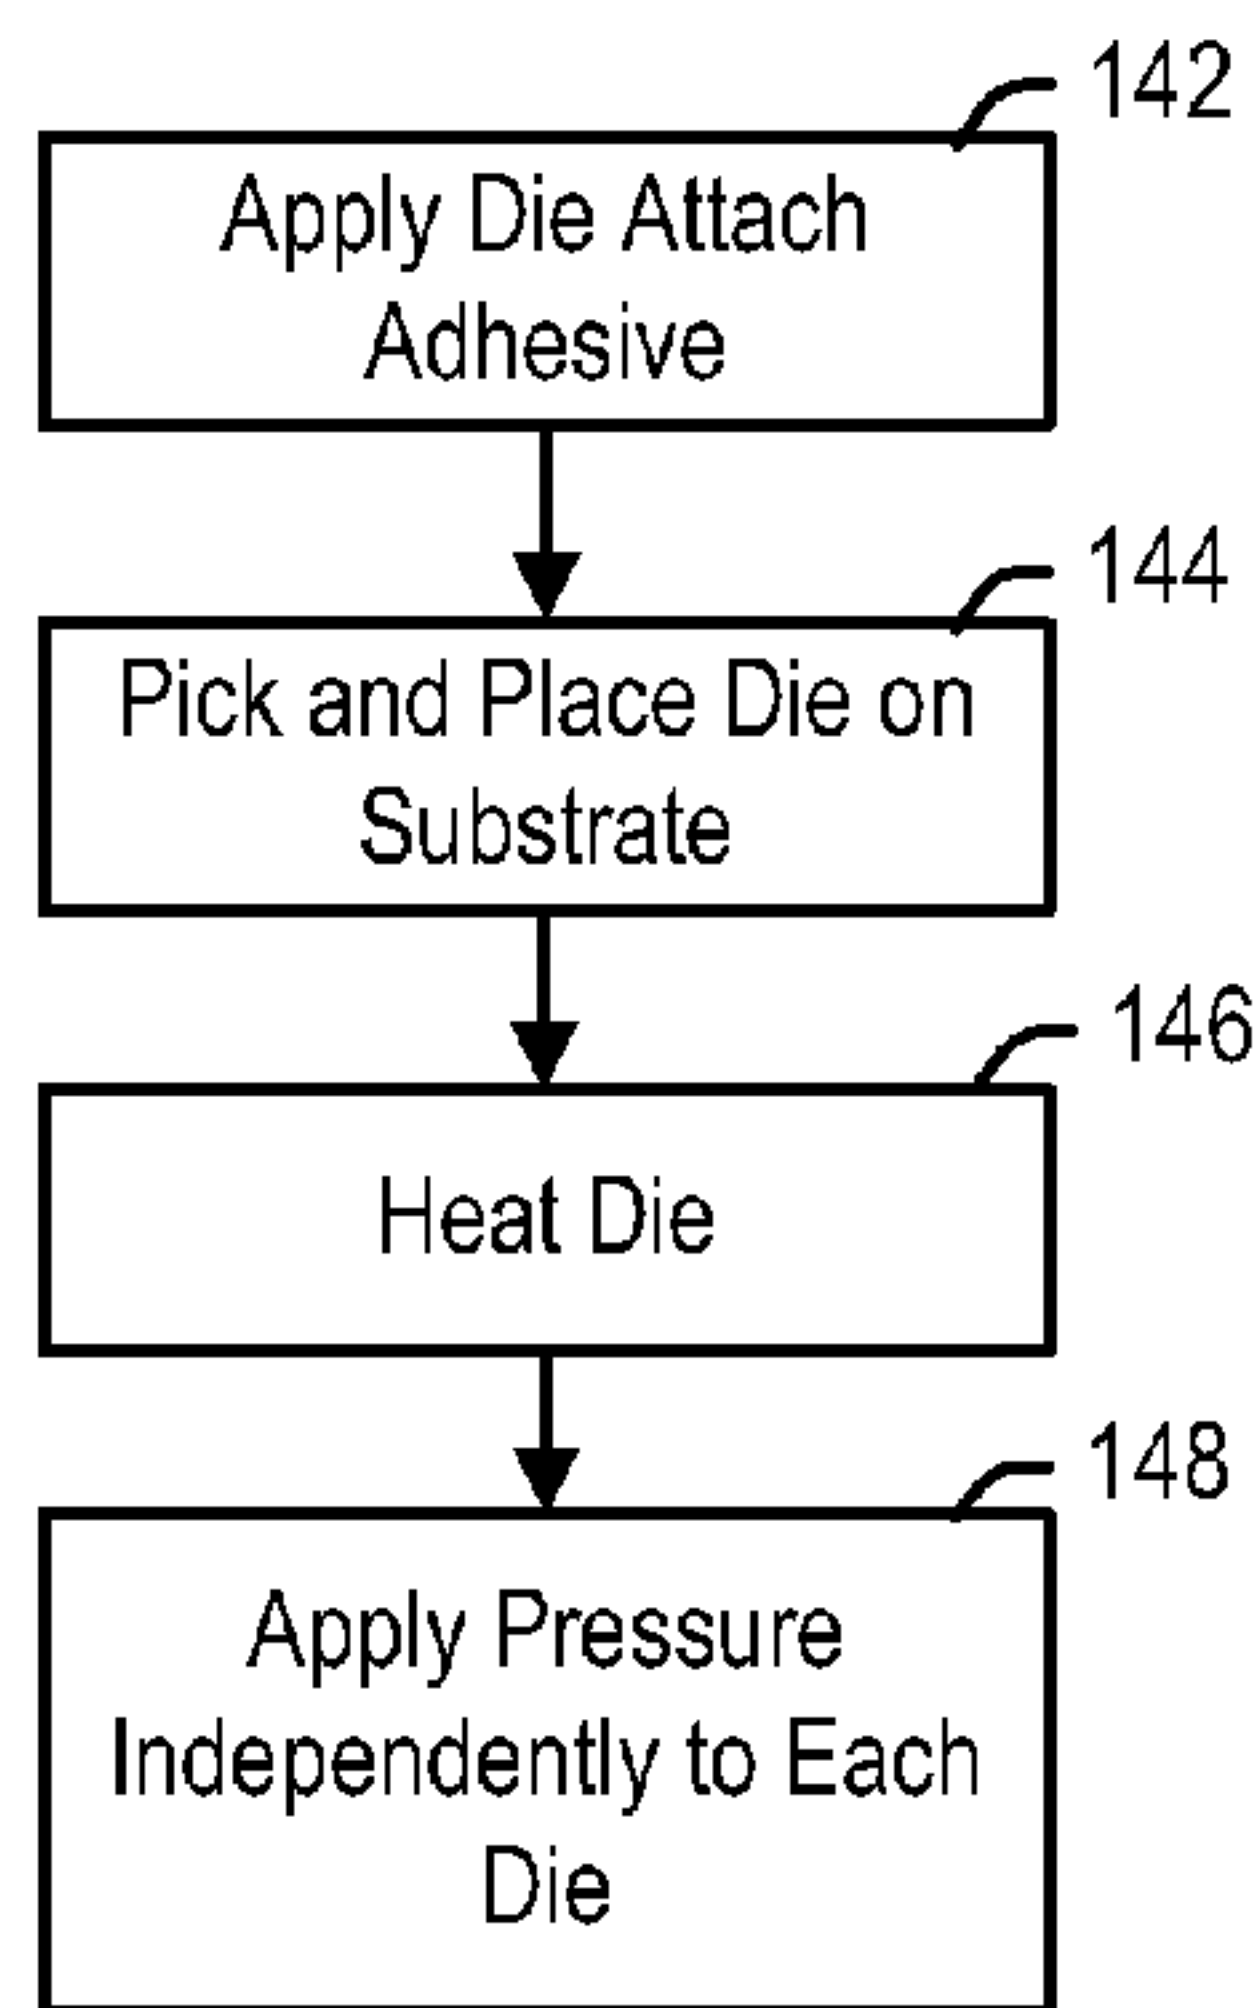 142
Apply Die Attach
Adhesive
144
Pick and Place Die on
Substrate
146
Heat Die
148
Apply Pressure
Independently to Each
Die